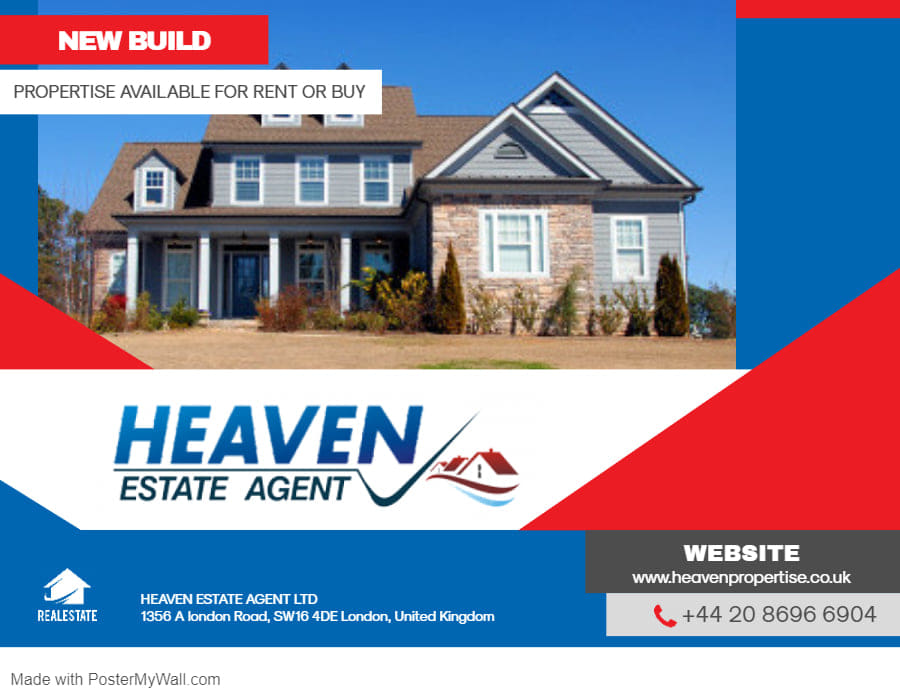 NEW BUILD
PROPERTISE AVAILABLE FOR RENT OR BUY
HEAVEN
ESTATE AGENT
WEBSITE
www.heavenpropertise.co.uk
+44 20 8696 6904
REALESTATE
HEAVEN ESTATE AGENT LTD
1356 A london Road, SW16 4DE London, United Kingdom
Made with PosterMyWall.com